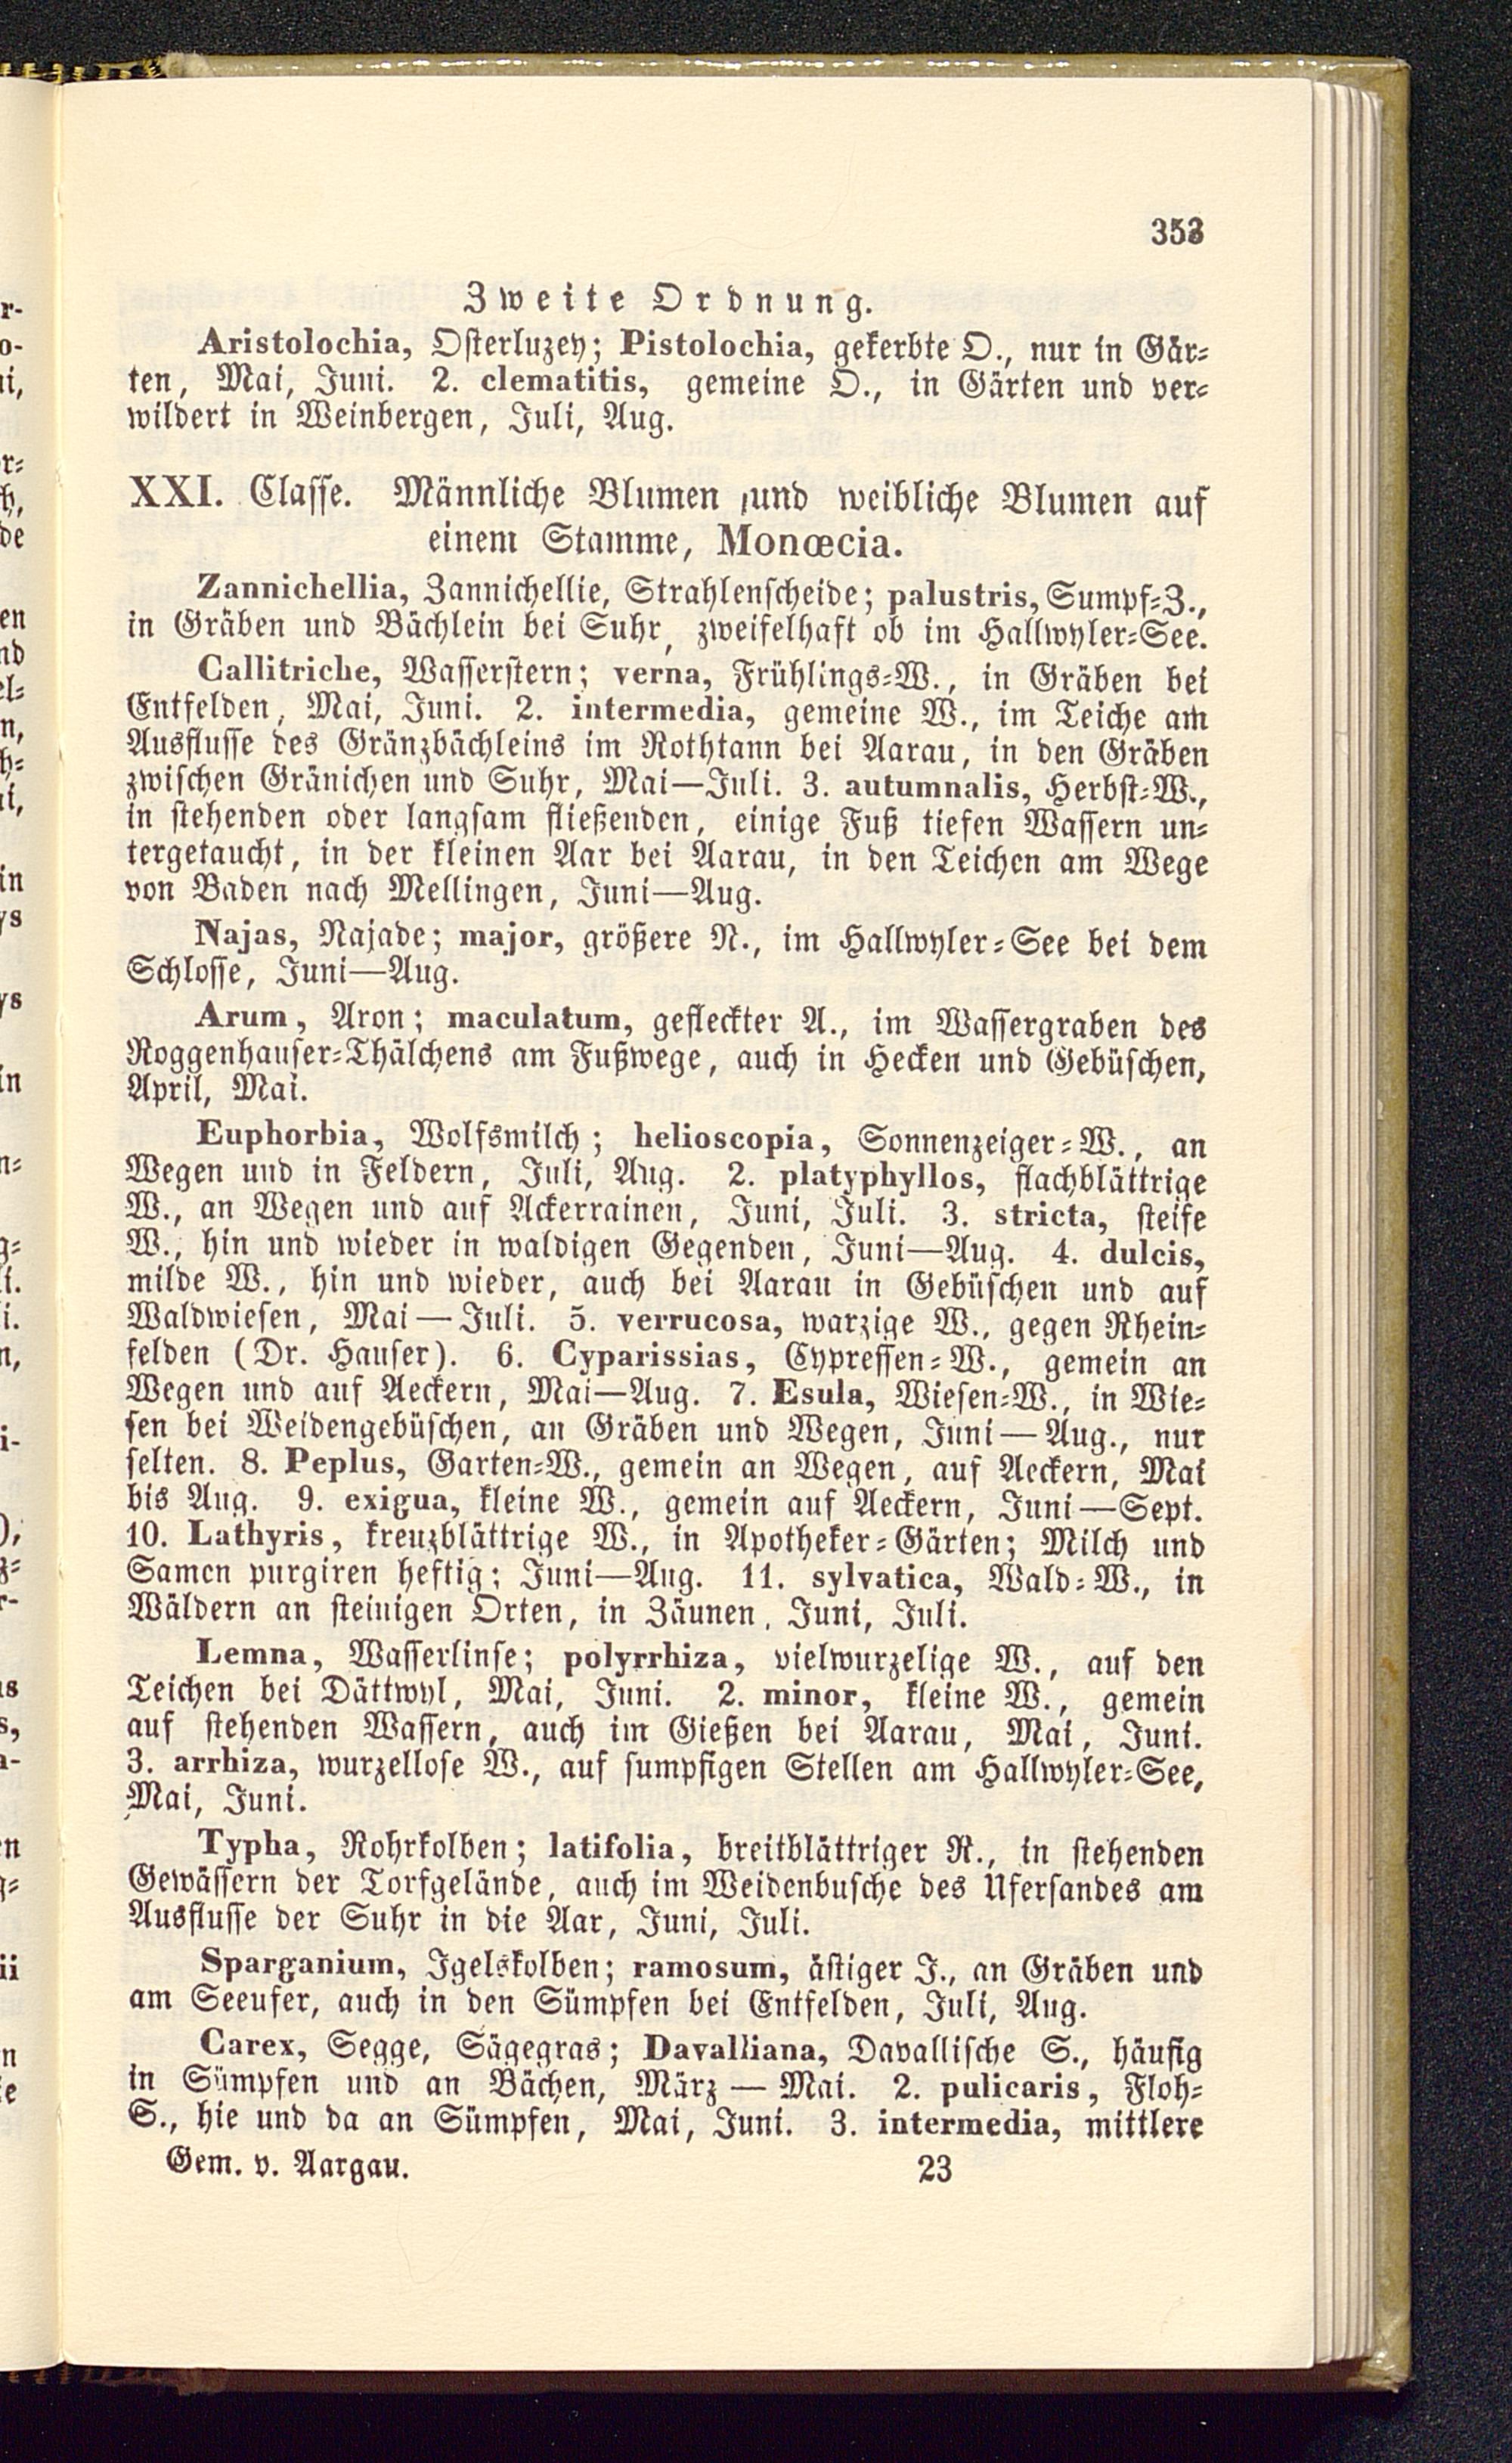 353
Zweite Ordnung.
Aristolochia, Osterluzey; Pistolochia, gekerbte O., nur in Gär-
ten, Mai, Juni. 2. clematitis, gemeine O., in Gärten und ver-
wildert in Weinbergen, Juli, Aug.
XXI. Classe. Männliche Blumen und weibliche Blumen auf
einem Stamme, Monœcia.
Zannichellia, Zannichellie, Strahlenscheide; palustris, Sumpf-Z.,
in Gräben und Bächlein bei Suhr, zweifelhaft ob im Hallwyler-See.
Callitriche, Wasserstern; verna, Frühlings-W., in Gräben bei
Entfelden, Mai, Juni. 2. intermedia, gemeine W., im Teiche am
Ausflusse des Gränzbächleins im Rothtann bei Aarau, in den Gräben
zwischen Gränichen und Suhr, Mai—Juli. 3. autumnalis, Herbst-W.,
in stehenden oder langsam fließenden, einige Fuß tiefen Wassern un-
tergetaucht, in der kleinen Aar bei Aarau, in den Teichen am Wege
von Baden nach Mellingen, Juni—Aug.
Najas, Najade; major, größere N., im Hallwyler-See bei dem
Schlosse, Juni—Aug.
Arum, Aron; maculatum, gefleckter A., im Wassergraben des
Roggenhauser-Thälchens am Fußwege, auch in Hecken und Gebüschen,
April, Mai.
Euphorbia, Wolfsmilch; helioscopia, Sonnenzeiger-W., an
Wegen und in Feldern, Juli, Aug. 2. platyphyllos, flachblättrige
W., an Wegen und auf Ackerrainen, Juni, Juli. 3. stricta, steife
W., hin und wieder in waldigen Gegenden, Juni—Aug. 4. dulcis,
milde W., hin und wieder, auch bei Aarau in Gebüschen und auf
Waldwiesen, Mai—Juli. 5. verrucosa, warzige W., gegen Rhein-
felden (Dr. Hauser). 6. Cyparissias, Cypressen-W., gemein an
Wegen und auf Aeckern, Mai—Aug. 7. Esula, Wiesen-W., in Wie-
sen bei Weidengebüschen, an Gräben und Wegen, Juni—Aug., nur
selten. 8. Peplus, Garten-W., gemein an Wegen, auf Aeckern, Mai
bis Aug. 9. exigua, kleine W., gemein auf Aeckern, Juni—Sept.
10. Lathyris, kreuzblättrige W., in Apotheker-Gärten; Milch und
Samen purgiren heftig; Juni—Aug. 11. sylvatica, Wald-W., in
Wäldern an steinigen Orten, in Zäunen, Juni, Juli.
Lemna, Wasserlinse; polyrrhiza, vielwurzelige W., auf den
Teichen bei Dättwyl, Mai, Juni. 2. minor, kleine W., gemein
auf stehenden Wassern, auch im Gießen bei Aarau, Mai, Juni.
3. arrhiza, wurzellose W., auf sumpfigen Stellen am Hallwyler-See,
Mai, Juni.
Typha, Rohrkolben; latifolia, breitblättriger R., in stehenden
Gewässern der Torfgelände, auch im Weidenbusche des Ufersandes am
Ausflusse der Suhr in die Aar, Juni, Juli.
Sparganium, Igelskolben; ramosum, ästiger J., an Gräben und
am Seeufer, auch in den Sümpfen bei Entfelden, Juli, Aug.
Carex, Segge, Sägegras; Davalliana, Davallische S., häufig
in Sümpfen und an Bächen, März—Mai. 2. pulicaris, Floh-
S., hie und da an Sümpfen, Mai, Juni. 3. intermedia, mittlere
Gem. v. Aargau. 23